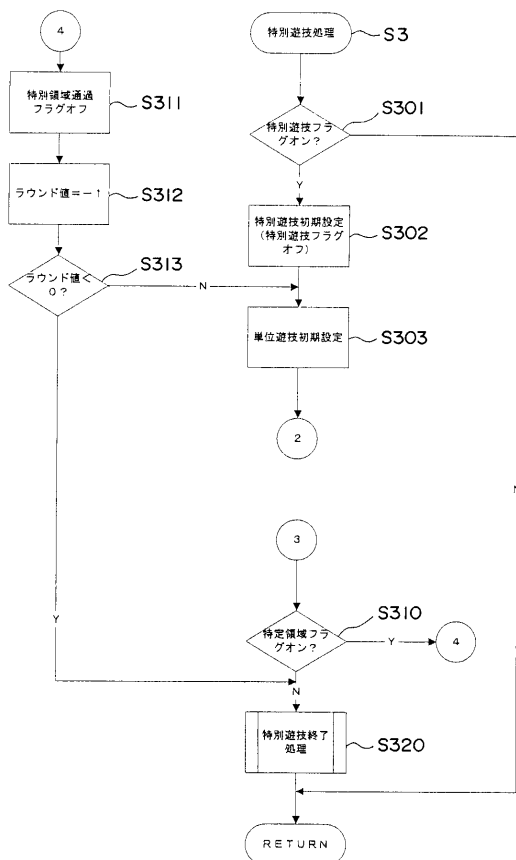 4
特別領域通過
フラグオフ
S311
ラウンド値=-1
S312
ラウンド値<
0?
S313
N
Y
特別遊技処理
S3
特別遊技フラ
グオン?
S301
Y
特別遊技初期設定
(特別遊技フラグ
オフ)
S302
単位遊技初期設定
S303
2
3
特定領域フラ
グオン?
S310
Y
4
N
特別遊技終了
処理
S320
RETURN